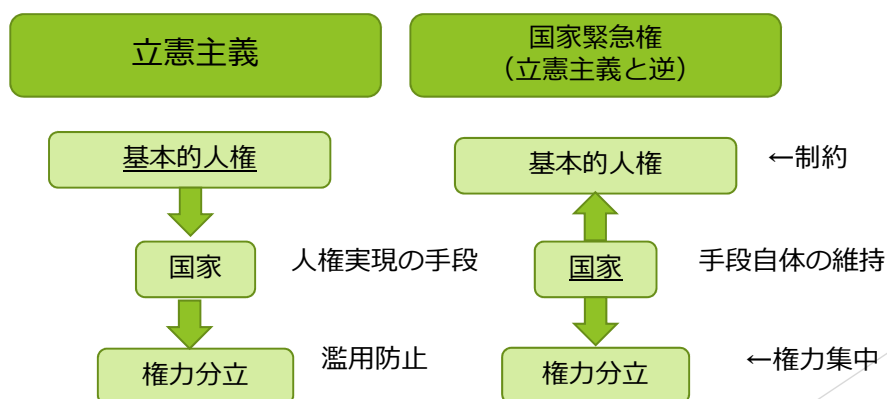 立憲主義
国家緊急権
（立憲主義と逆）
基本的人権
基本的人権
←制約
国家
人権実現の手段
国家
手段自体の維持
権力分立
濫用防止
権力分立
←権力集中